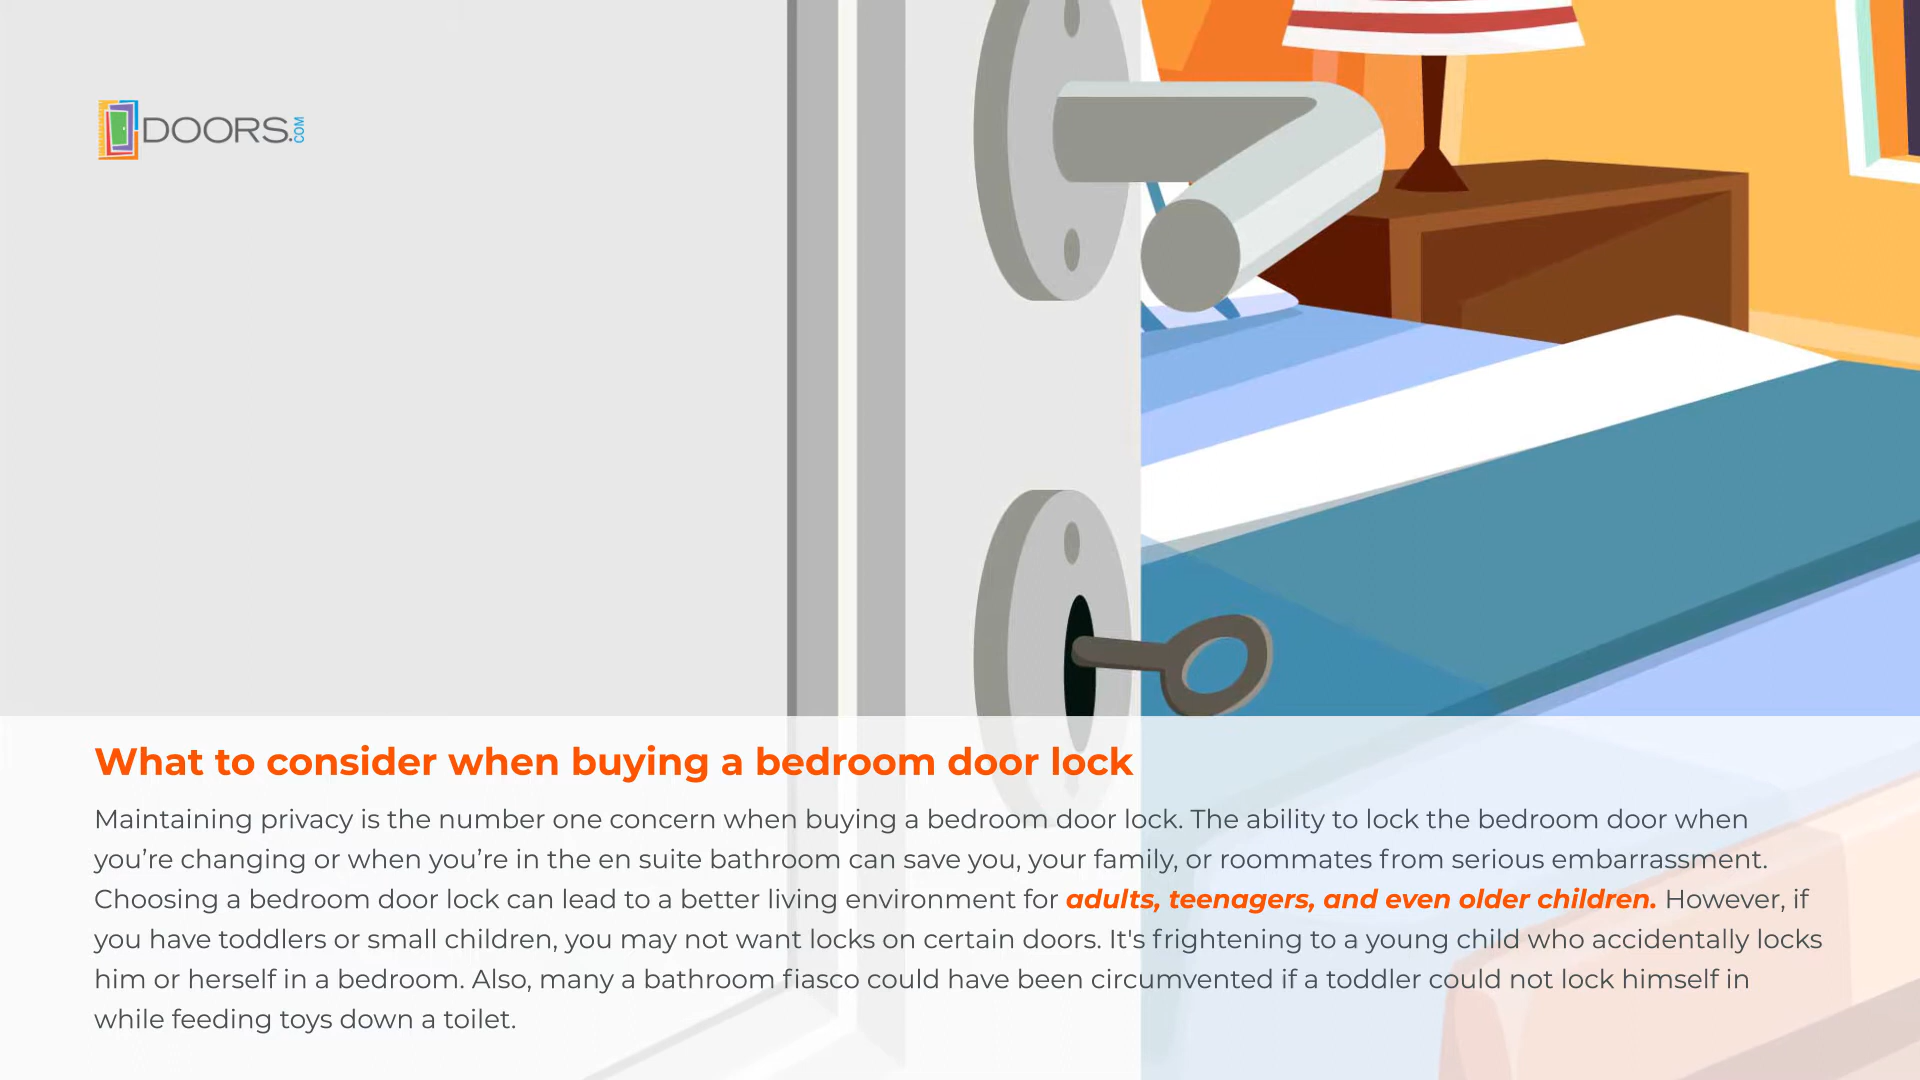 DOORS.COM
What to consider when buying a bedroom door lock
Maintaining privacy is the number one concern when buying a bedroom door lock. The ability to lock the bedroom door when
you’re changing or when you’re in the en suite bathroom can save you, your family, or roommates from serious embarrassment.
Choosing a bedroom door lock can lead to a better living environment for adults, teenagers, and even older children. However, if
you have toddlers or small children, you may not want locks on certain doors. It's frightening to a young child who accidentally locks
him or herself in a bedroom. Also, many a bathroom fiasco could have been circumvented if a toddler could not lock himself in
while feeding toys down a toilet.